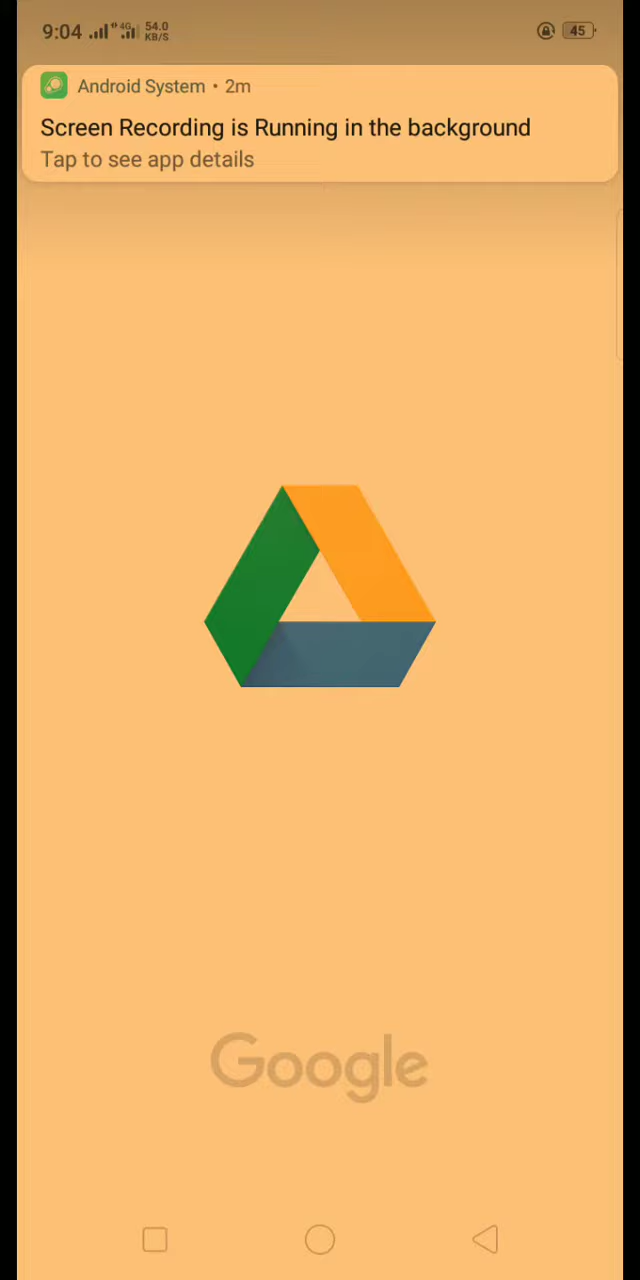 9:04 4G 54.0 KB/S 45
Android System • 2m
Screen Recording is Running in the background
Tap to see app details
Google